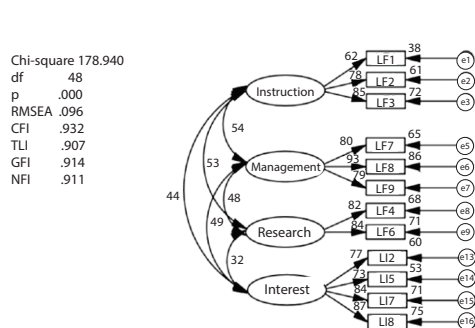 Chi-square 178.940
df 48
p .000
RMSEA .096
CFI .932
TLI .907
GFI .914
NFI .911
Instruction
Management
Research
Interest
54
53
44
48
49
32
62
78
85
80
93
79
82
84
77
73
84
87
LF1
38
e1
LF2
61
e2
LF3
72
e3
LF7
65
e5
LF8
86
e6
LF9
e7
LF4
68
e8
LF6
71
e9
LI2
60
e13
LI5
53
e14
LI7
71
e15
LI8
75
e16